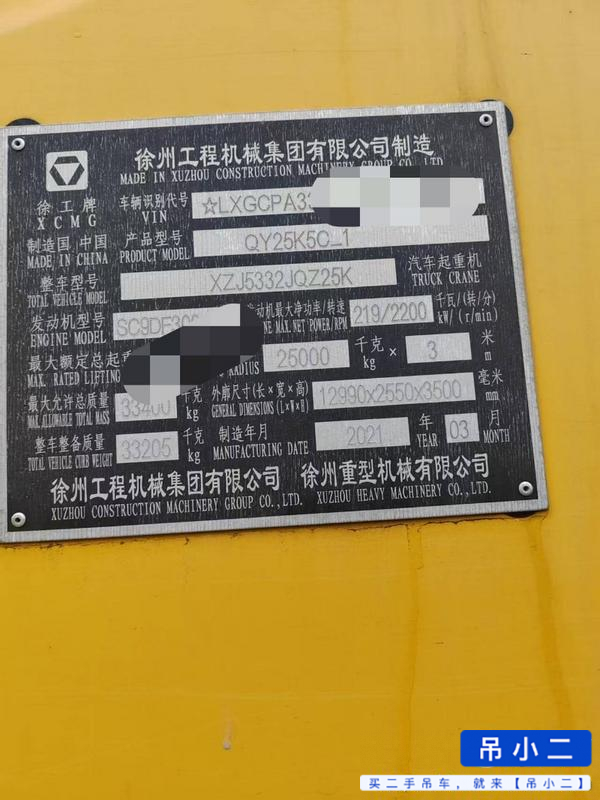 徐州工程机械集团有限公司制造
MADE IN XUZHOU CONSTRUCTION MACHINERY GROUP CO., LTD.
徐工牌
XCMG
车辆识别代号
VIN
☆LXGCPA33
制造国 中国
MADE IN CHINA
产品型号
PRODUCT MODEL
QY25K5C_1
整车型号
TOTAL VEHICLE MODEL
XZJ5332JQZ25K
汽车起重机
TRUCK CRANE
发动机型号
ENGINE MODEL
SC9DF300
发动机最大净功率/转速
MAX. NET POWER/RPM
219/2200
千瓦/(转/分)
kW/(r/min)
最大额定总起重
MAX. RATED LIFTING
RADIUS
25000
千克
kg
×
3
米
m
最大允许总质量
MAX. ALLOWABLE TOTAL MASS
33400
千克
kg
外廓尺寸(长×宽×高)
GENERAL DIMENSIONS (L×W×H)
12990x2550x3500
毫米
mm
整车整备质量
TOTAL VEHICLE CURB WEIGHT
33205
千克
kg
制造年月
MANUFACTURING DATE
2021
年
YEAR
03
月
MONTH
徐州工程机械集团有限公司
XUZHOU CONSTRUCTION MACHINERY GROUP CO., LTD.
徐州重型机械有限公司
XUZHOU HEAVY MACHINERY CO., LTD.
吊小二
买二手吊车，就来【吊小二】